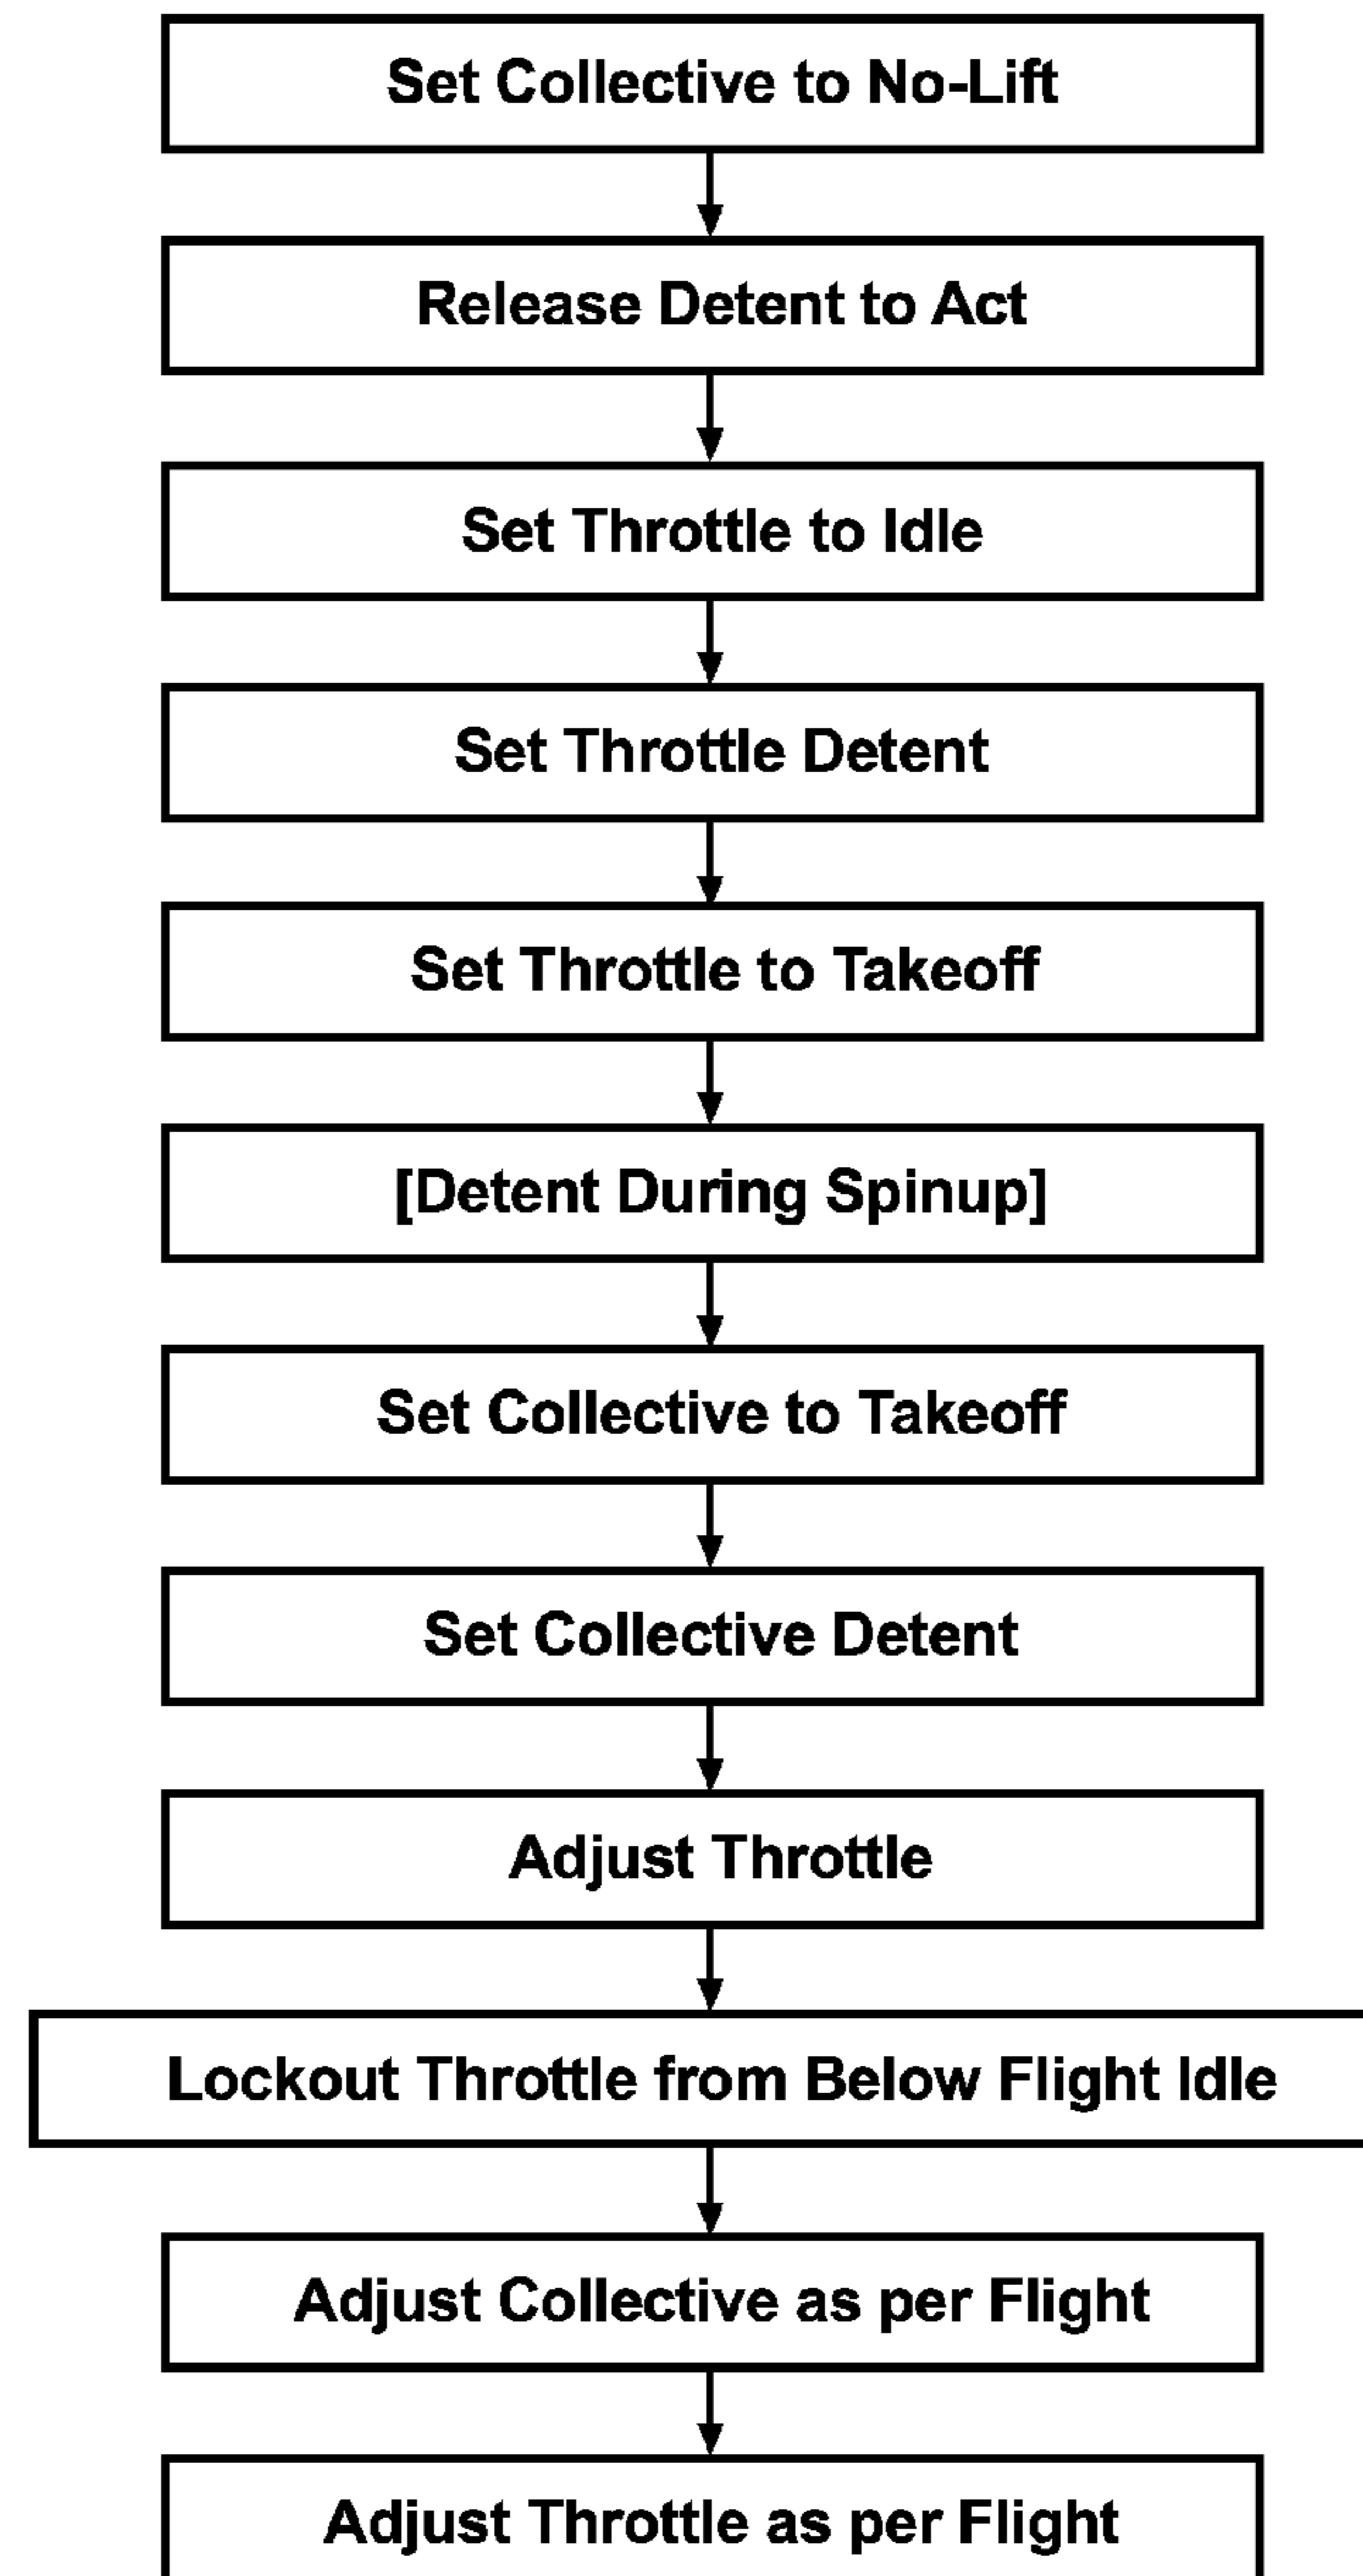 Set Collective to No-Lift
Release Detent to Act
Set Throttle to Idle
Set Throttle Detent
Set Throttle to Takeoff
[Detent During Spinup]
Set Collective to Takeoff
Set Collective Detent
Adjust Throttle
Lockout Throttle from Below Flight Idle
Adjust Collective as per Flight
Adjust Throttle as per Flight